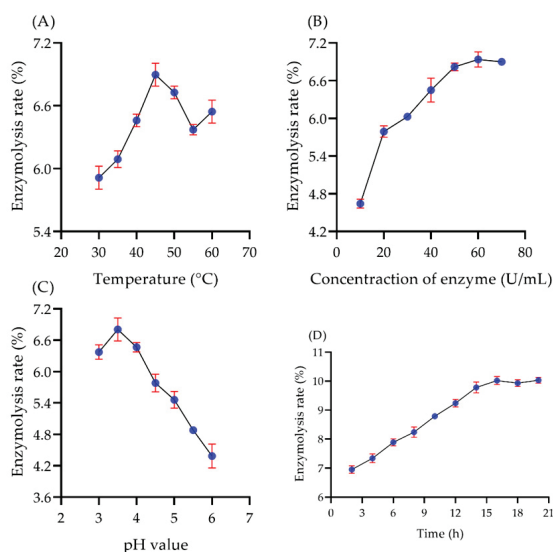 (A)
7.2
6.6
6.0
5.4
20 30 40 50 60 70
Enzymolysis rate (%)
Temperature (°C)
(B)
7.2
6.6
6.0
5.4
4.8
4.2
0 20 40 60 80
Enzymolysis rate (%)
Concentraction of enzyme (U/mL)
(C)
7.2
6.6
6.0
5.4
4.8
4.2
3.6
2 3 4 5 6 7
Enzymolysis rate (%)
pH value
(D)
11
10
9
8
7
6
0 3 6 9 12 15 18 21
Enzymolysis rate (%)
Time (h)